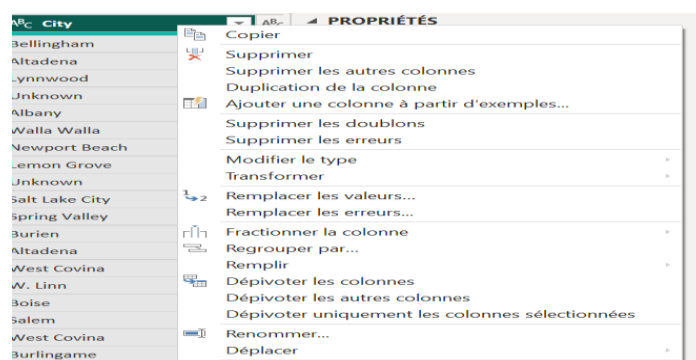 ABC City ABC PROPRIÉTÉS
Bellingham
Altadena
Lynnwood
Unknown
Albany
Walla Walla
Newport Beach
Lemon Grove
Unknown
Salt Lake City
Spring Valley
Burien
Altadena
West Covina
W. Linn
Boise
Salem
West Covina
Burlingame
Copier
Supprimer
Supprimer les autres colonnes
Duplication de la colonne
Ajouter une colonne à partir d'exemples...
Supprimer les doublons
Supprimer les erreurs
Modifier le type
Transformer
1 2 Remplacer les valeurs...
Remplacer les erreurs...
Fractionner la colonne
Regrouper par...
Remplir
Dépivoter les colonnes
Dépivoter les autres colonnes
Dépivoter uniquement les colonnes sélectionnées
Renommer...
Déplacer